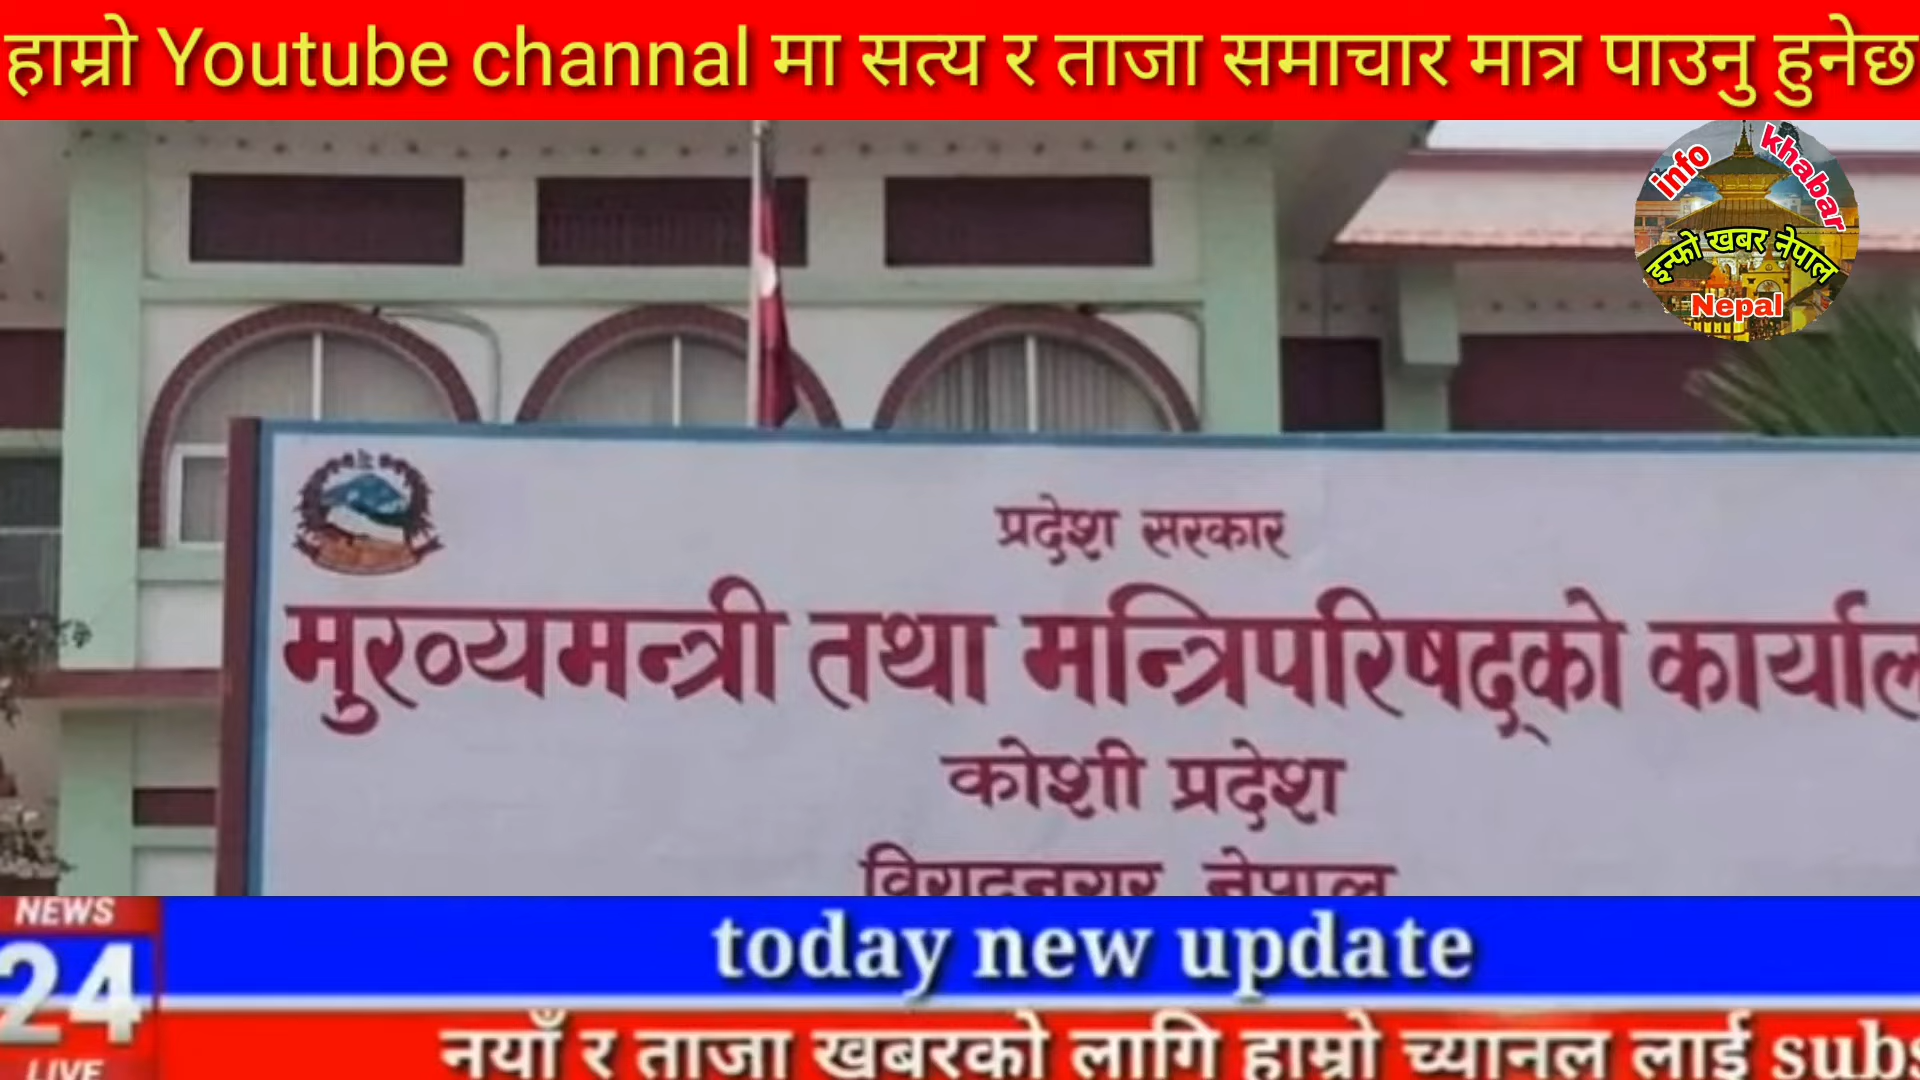 हाम्रो Youtube channal मा सत्य र ताजा समाचार मात्र पाउनु हुनेछ
info khabar
इन्फो खबर नेपाल
Nepal
प्रदेश सरकार
मुख्यमन्त्री तथा मन्त्रिपरिषद्को कार्याल
कोशी प्रदेश
विराटनगर नेपाल
NEWS
24
LIVE
today new update
नयाँ र ताजा खबरको लागि हाम्रो च्यानल लाई subs